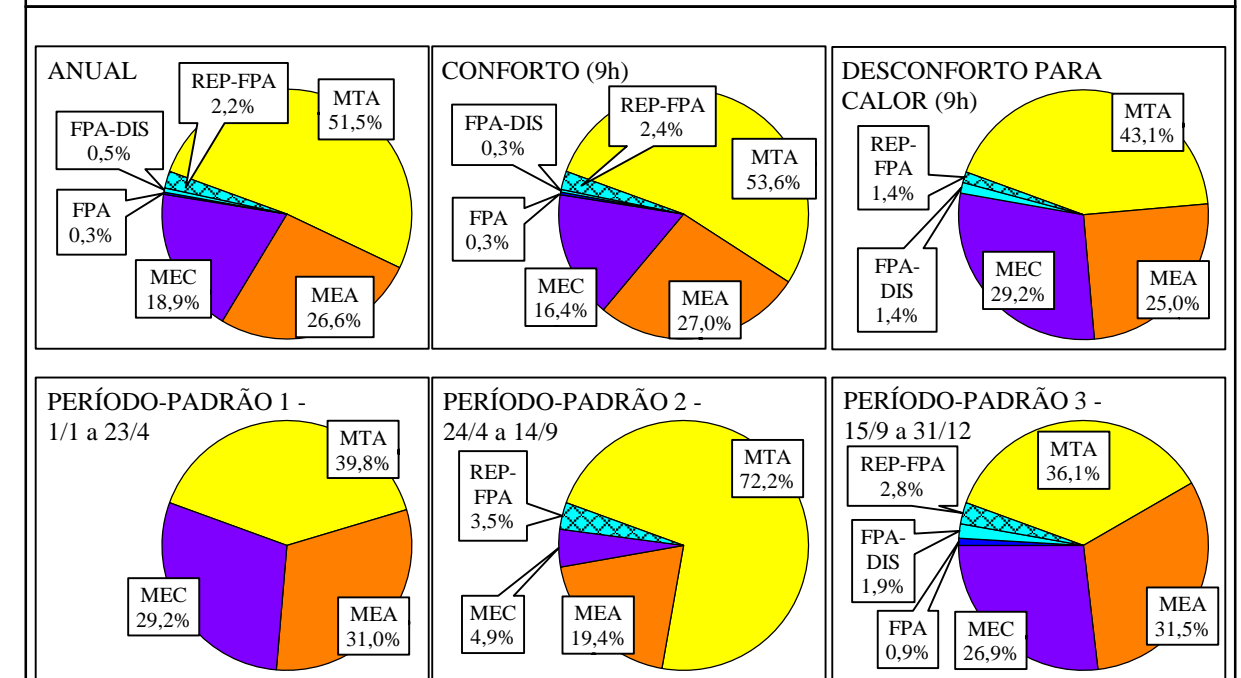 ANUAL
REP-FPA
2,2%
MTA
51,5%
FPA-DIS
0,5%
FPA
0,3%
MEC
18,9%
MEA
26,6%
CONFORTO (9h)
REP-FPA
2,4%
FPA-DIS
0,3%
MTA
53,6%
FPA
0,3%
MEC
16,4%
MEA
27,0%
DESCONFORTO PARA
CALOR (9h)
MTA
43,1%
REP-
FPA
1,4%
FPA-
DIS
1,4%
MEC
29,2%
MEA
25,0%
PERÍODO-PADRÃO 1 -
1/1 a 23/4
MTA
39,8%
MEC
29,2%
MEA
31,0%
PERÍODO-PADRÃO 2 -
24/4 a 14/9
MTA
72,2%
REP-
FPA
3,5%
MEC
4,9%
MEA
19,4%
PERÍODO-PADRÃO 3 -
15/9 a 31/12
MTA
36,1%
REP-FPA
2,8%
FPA-
DIS
1,9%
FPA
0,9%
MEC
26,9%
MEA
31,5%